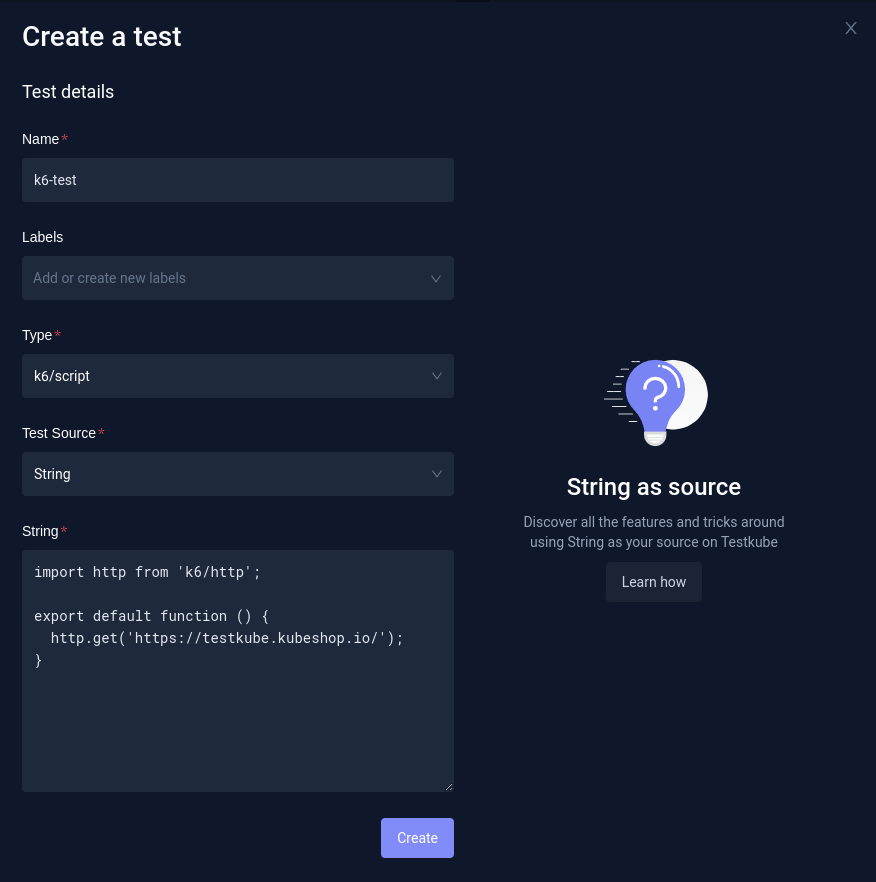 Create a test
Test details
Name*
k6-test
Labels
Add or create new labels
Type*
k6/script
Test Source*
String
String*
import http from 'k6/http';
export default function () {
  http.get('https://testkube.kubeshop.io/');
}
Create
?
String as source
Discover all the features and tricks around
using String as your source on Testkube
Learn how